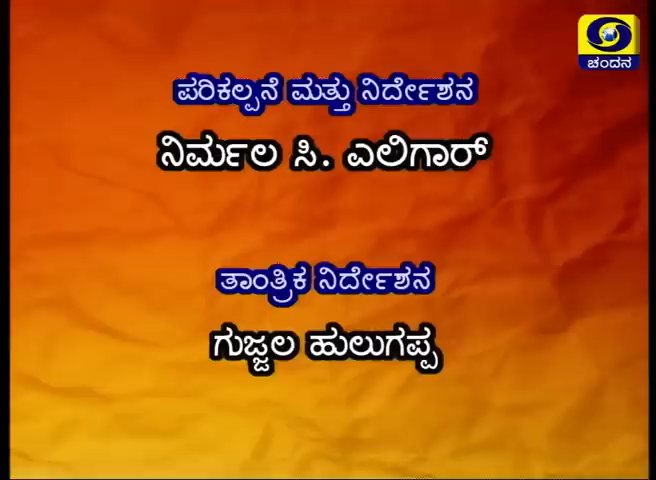 ಚಂದನ
ಪರಿಕಲ್ಪನೆ ಮತ್ತು ನಿರ್ದೇಶನ
ನಿರ್ಮಲ ಸಿ. ಎಲಿಗಾರ್
ತಾಂತ್ರಿಕ ನಿರ್ದೇಶನ
ಗುಜ್ಜಲ ಹುಲುಗಪ್ಪ